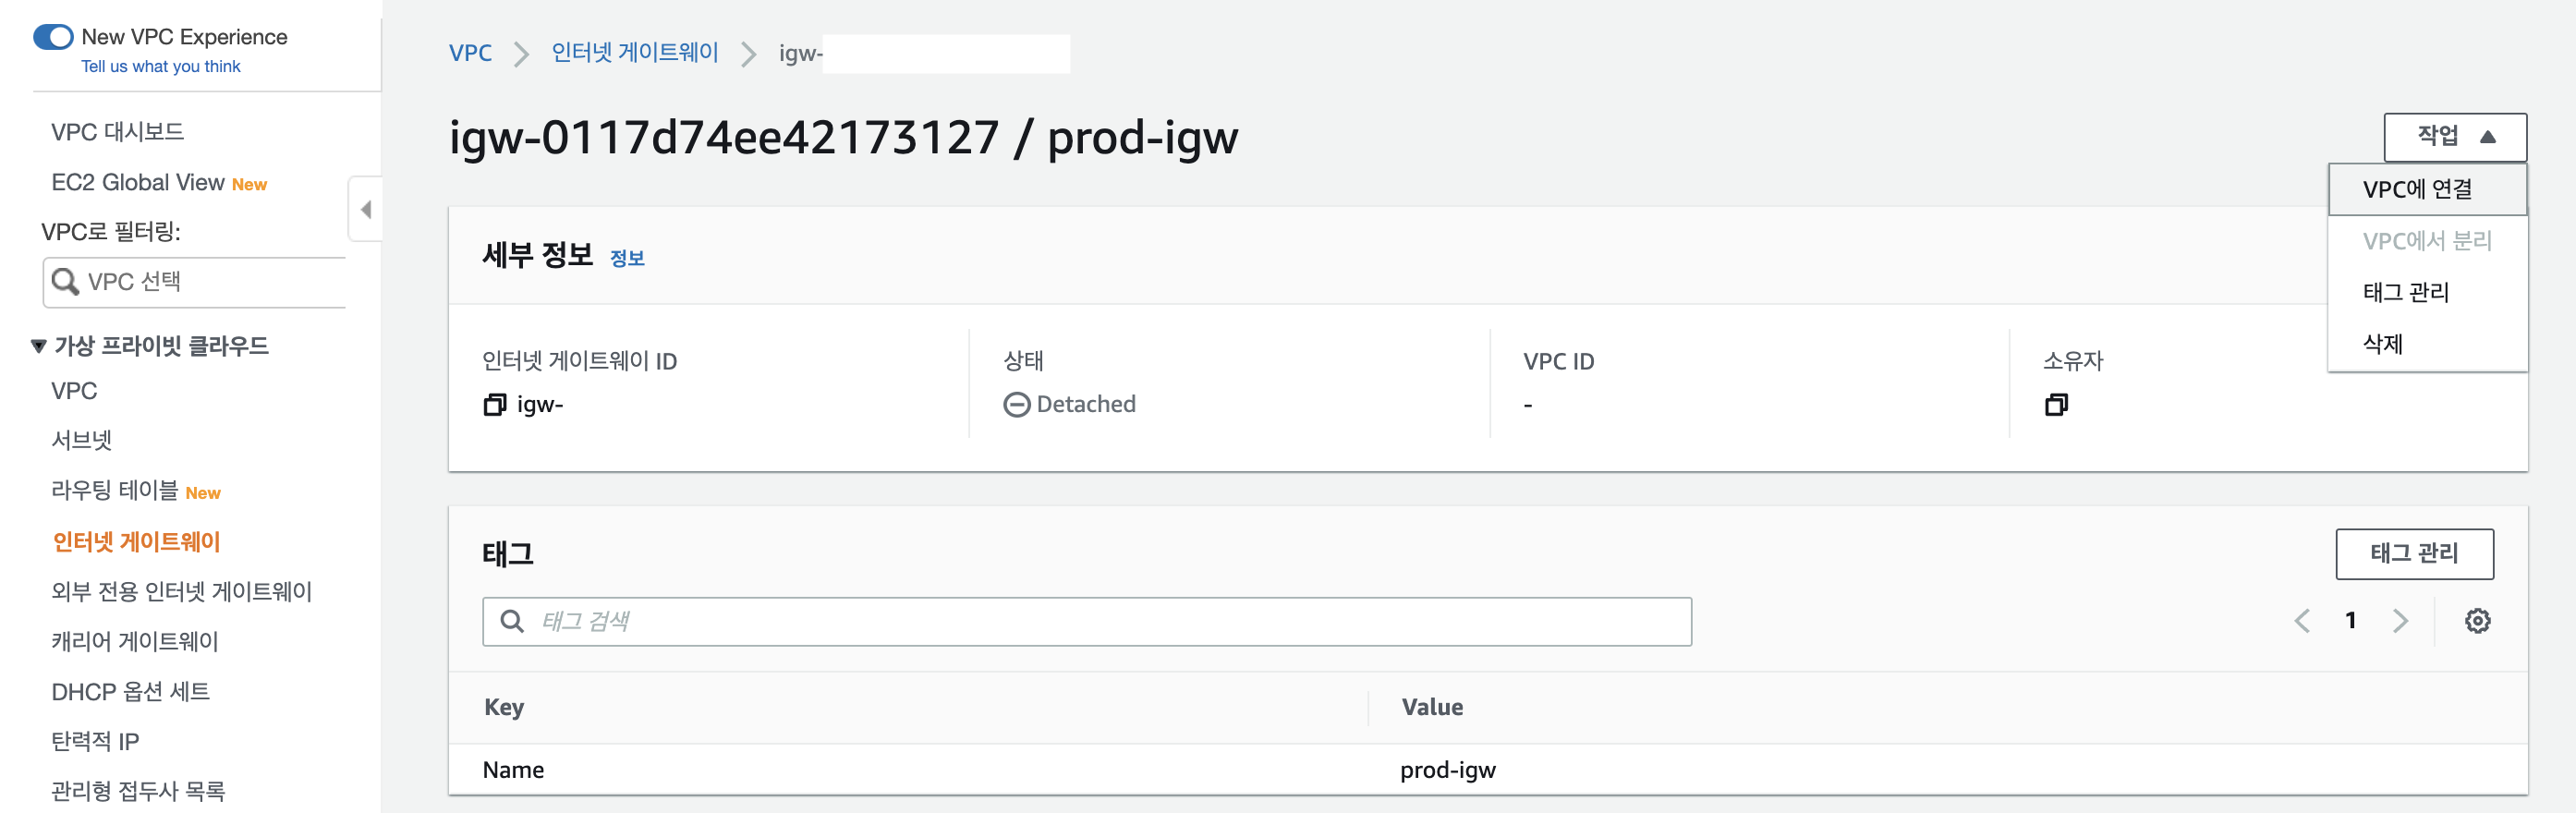 New VPC Experience
Tell us what you think
VPC 대시보드
EC2 Global View New
VPC로 필터링:
VPC 선택
가상 프라이빗 클라우드
VPC
서브넷
라우팅 테이블 New
인터넷 게이트웨이
외부 전용 인터넷 게이트웨이
캐리어 게이트웨이
DHCP 옵션 세트
탄력적 IP
관리형 접두사 목록
VPC 인터넷 게이트웨이 igw-
igw-0117d74ee42173127 / prod-igw
작업
VPC에 연결
VPC에서 분리
태그 관리
삭제
세부 정보 정보
인터넷 게이트웨이 ID
igw-
상태
Detached
VPC ID
-
소유자
태그
태그 관리
태그 검색
1
Key Value
Name prod-igw